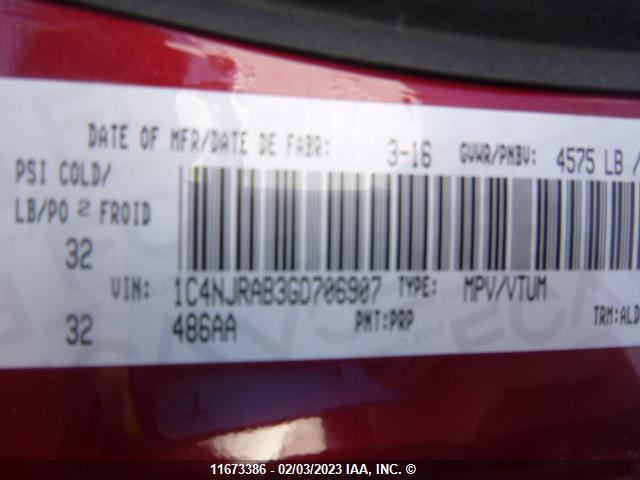 DATE OF MFR/DATE DE FABR: 3-16 GVWR/PNBV: 4575 LB /
PSI COLD/
LB/PO 2 FROID
32
VIN: 1C4NJRAB3GD706907 TYPE: MPV/VTUM
32 486AA PNT:PRP TRM:ALD
11673386 - 02/03/2023 IAA, INC. ©